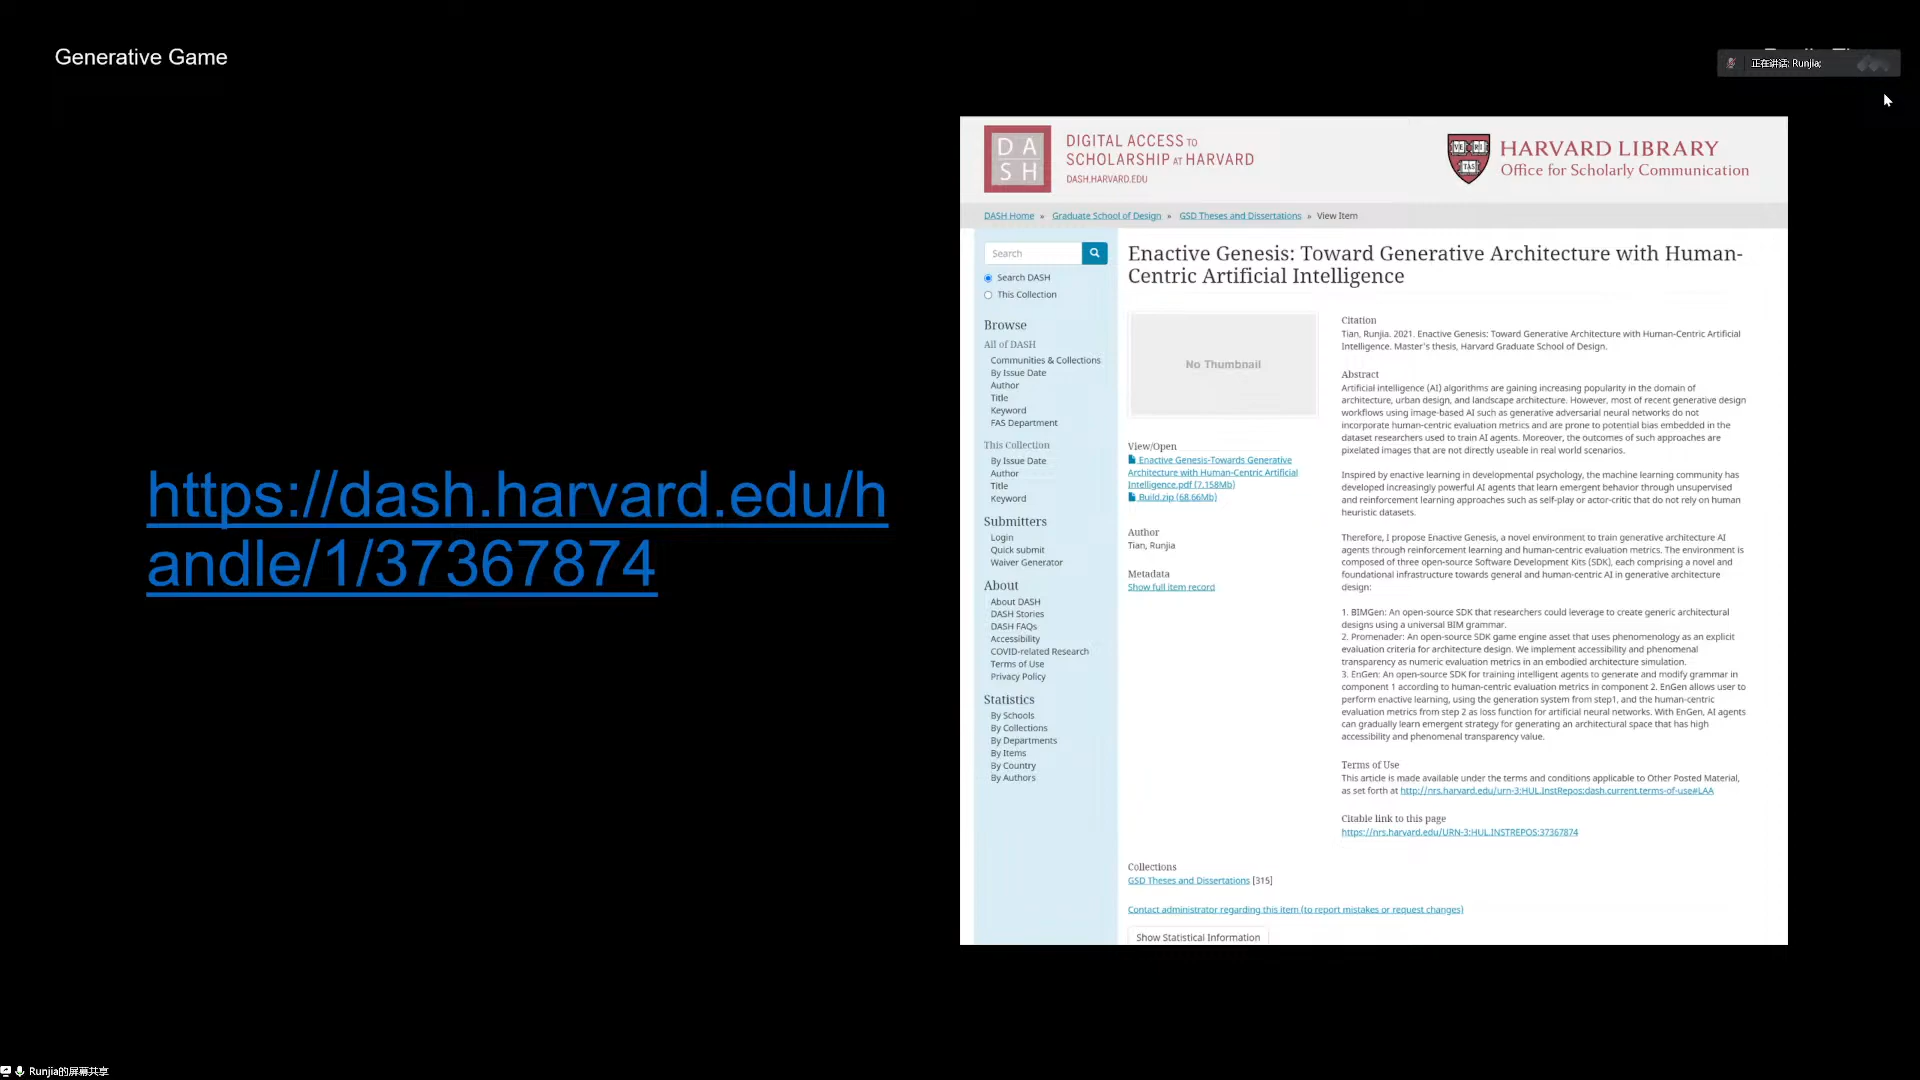 Generative Game
正在讲话: Runjia;
https://dash.harvard.edu/h
andle/1/37367874
DA
SH
DIGITAL ACCESS TO
SCHOLARSHIP AT HARVARD
DASH.HARVARD.EDU
VE RI
TAS
HARVARD LIBRARY
Office for Scholarly Communication
DASH Home » Graduate School of Design » GSD Theses and Dissertations » View Item
Search
Search DASH
This Collection
Browse
All of DASH
Communities & Collections
By Issue Date
Author
Title
Keyword
FAS Department
This Collection
By Issue Date
Author
Title
Keyword
Submitters
Login
Quick submit
Waiver Generator
About
About DASH
DASH Stories
DASH FAQs
Accessibility
COVID-related Research
Terms of Use
Privacy Policy
Statistics
By Schools
By Collections
By Departments
By Items
By Country
By Authors
Enactive Genesis: Toward Generative Architecture with Human-
Centric Artificial Intelligence
No Thumbnail
View/Open
Enactive Genesis-Towards Generative
Architecture with Human-Centric Artificial
Intelligence.pdf (7.158Mb)
Build.zip (68.66Mb)
Author
Tian, Runjia
Metadata
Show full item record
Citation
Tian, Runjia. 2021. Enactive Genesis: Toward Generative Architecture with Human-Centric Artificial
Intelligence. Master's thesis, Harvard Graduate School of Design.
Abstract
Artificial intelligence (AI) algorithms are gaining increasing popularity in the domain of
architecture, urban design, and landscape architecture. However, most of recent generative design
workflows using image-based AI such as generative adversarial neural networks do not
incorporate human-centric evaluation metrics and are prone to potential bias embedded in the
dataset researchers used to train AI agents. Moreover, the outcomes of such approaches are
pixelated images that are not directly useable in real world scenarios.
Inspired by enactive learning in developmental psychology, the machine learning community has
developed increasingly powerful AI agents that learn emergent behavior through unsupervised
and reinforcement learning approaches such as self-play or actor-critic that do not rely on human
heuristic datasets.
Therefore, I propose Enactive Genesis, a novel environment to train generative architecture AI
agents through reinforcement learning and human-centric evaluation metrics. The environment is
composed of three open-source Software Development Kits (SDK), each comprising a novel and
foundational infrastructure towards general and human-centric AI in generative architecture
design:
1. BIMGen: An open-source SDK that researchers could leverage to create generic architectural
designs using a universal BIM grammar.
2. Promenader: An open-source SDK game engine asset that uses phenomenology as an explicit
evaluation criteria for architecture design. We implement accessibility and phenomenal
transparency as numeric evaluation metrics in an embodied architecture simulation.
3. EnGen: An open-source SDK for training intelligent agents to generate and modify grammar in
component 1 according to human-centric evaluation metrics in component 2. EnGen allows user to
perform enactive learning, using the generation system from step1, and the human-centric
evaluation metrics from step 2 as loss function for artificial neural networks. With EnGen, AI agents
can gradually learn emergent strategy for generating an architectural space that has high
accessibility and phenomenal transparency value.
Terms of Use
This article is made available under the terms and conditions applicable to Other Posted Material,
as set forth at http://nrs.harvard.edu/urn-3:HUL.InstRepos:dash.current.terms-of-use#LAA
Citable link to this page
https://nrs.harvard.edu/URN-3:HUL.INSTREPOS:37367874
Collections
GSD Theses and Dissertations [315]
Contact administrator regarding this item (to report mistakes or request changes)
Show Statistical Information
Runjia的屏幕共享